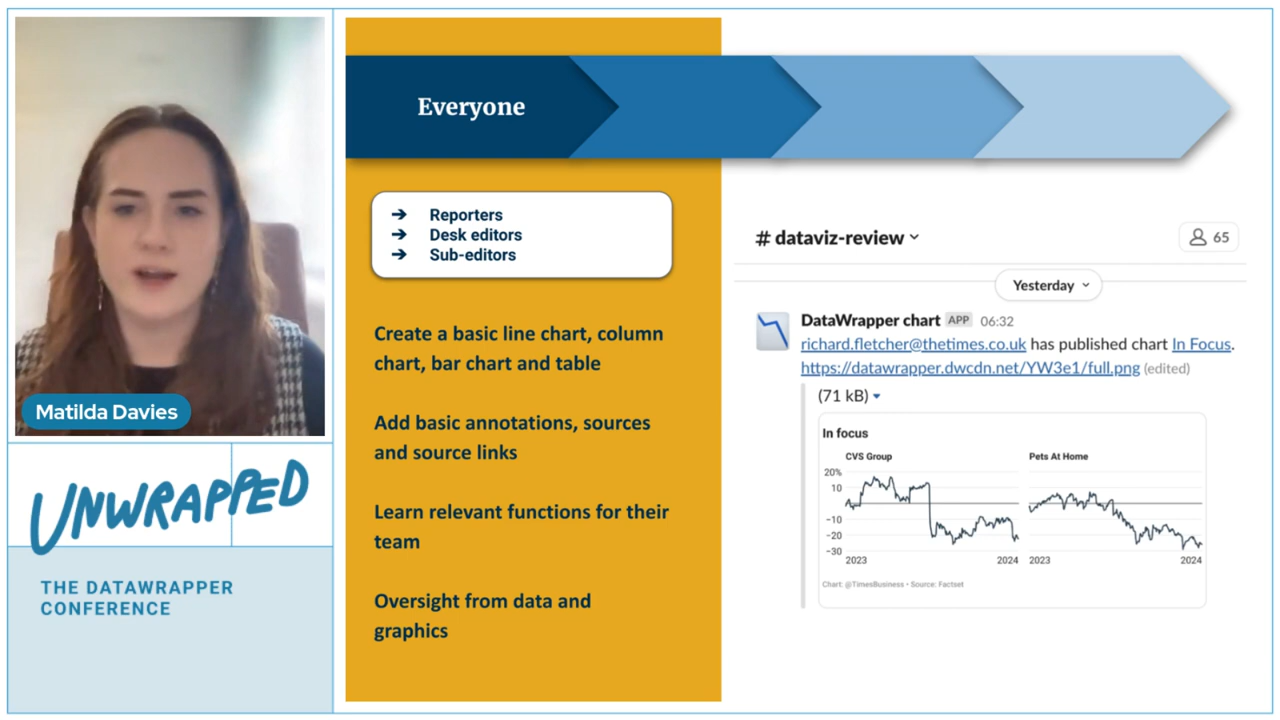 Matilda Davies
UNWRAPPED
THE DATAWRAPPER
CONFERENCE
Everyone
➔ Reporters
➔ Desk editors
➔ Sub-editors
Create a basic line chart, column
chart, bar chart and table
Add basic annotations, sources
and source links
Learn relevant functions for their
team
Oversight from data and
graphics
# dataviz-review
65
Yesterday
DataWrapper chart APP 06:32
richard.fletcher@thetimes.co.uk has published chart In Focus.
https://datawrapper.dwcdn.net/YW3e1/full.png (edited)
(71 kB)
In focus
CVS Group
Pets At Home
20%
10
−10
−20
−30
2023 2024 2023 2024
Chart: @TimesBusiness • Source: Factset